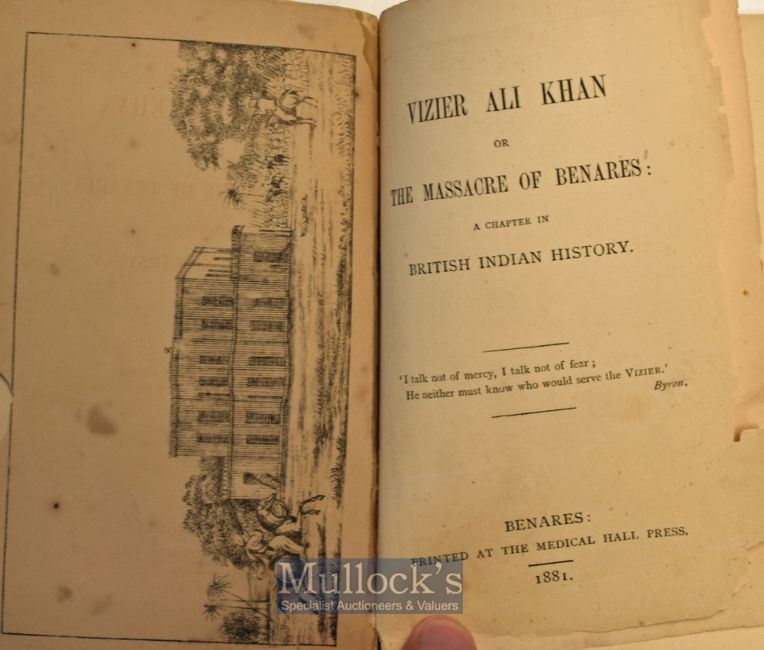 VIZIER ALI KHAN
OR
THE MASSACRE OF BENARES:
A CHAPTER IN
BRITISH INDIAN HISTORY.
'I talk not of mercy, I talk not of fear;
He neither must know who would serve the VIZIER.'
Byron.
BENARES:
PRINTED AT THE MEDICAL HALL PRESS.
1881.
Mullock's
Specialist Auctioneers & Valuers